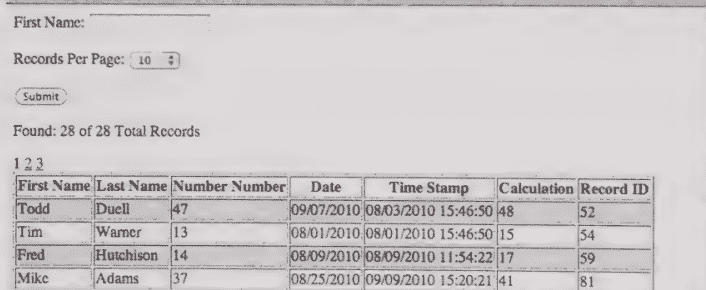 First Name:
Records Per Page: 10
Submit
Found: 28 of 28 Total Records
1 2 3
First Name Last Name Number Number Date Time Stamp Calculation Record ID
Todd Duell 47 09/07/2010 08/03/2010 15:46:50 48 52
Tim Warner 13 08/01/2010 08/01/2010 15:46:50 15 54
Fred Hutchison 14 08/09/2010 08/09/2010 11:54:22 17 59
Mike Adams 37 08/25/2010 09/09/2010 15:20:21 41 81